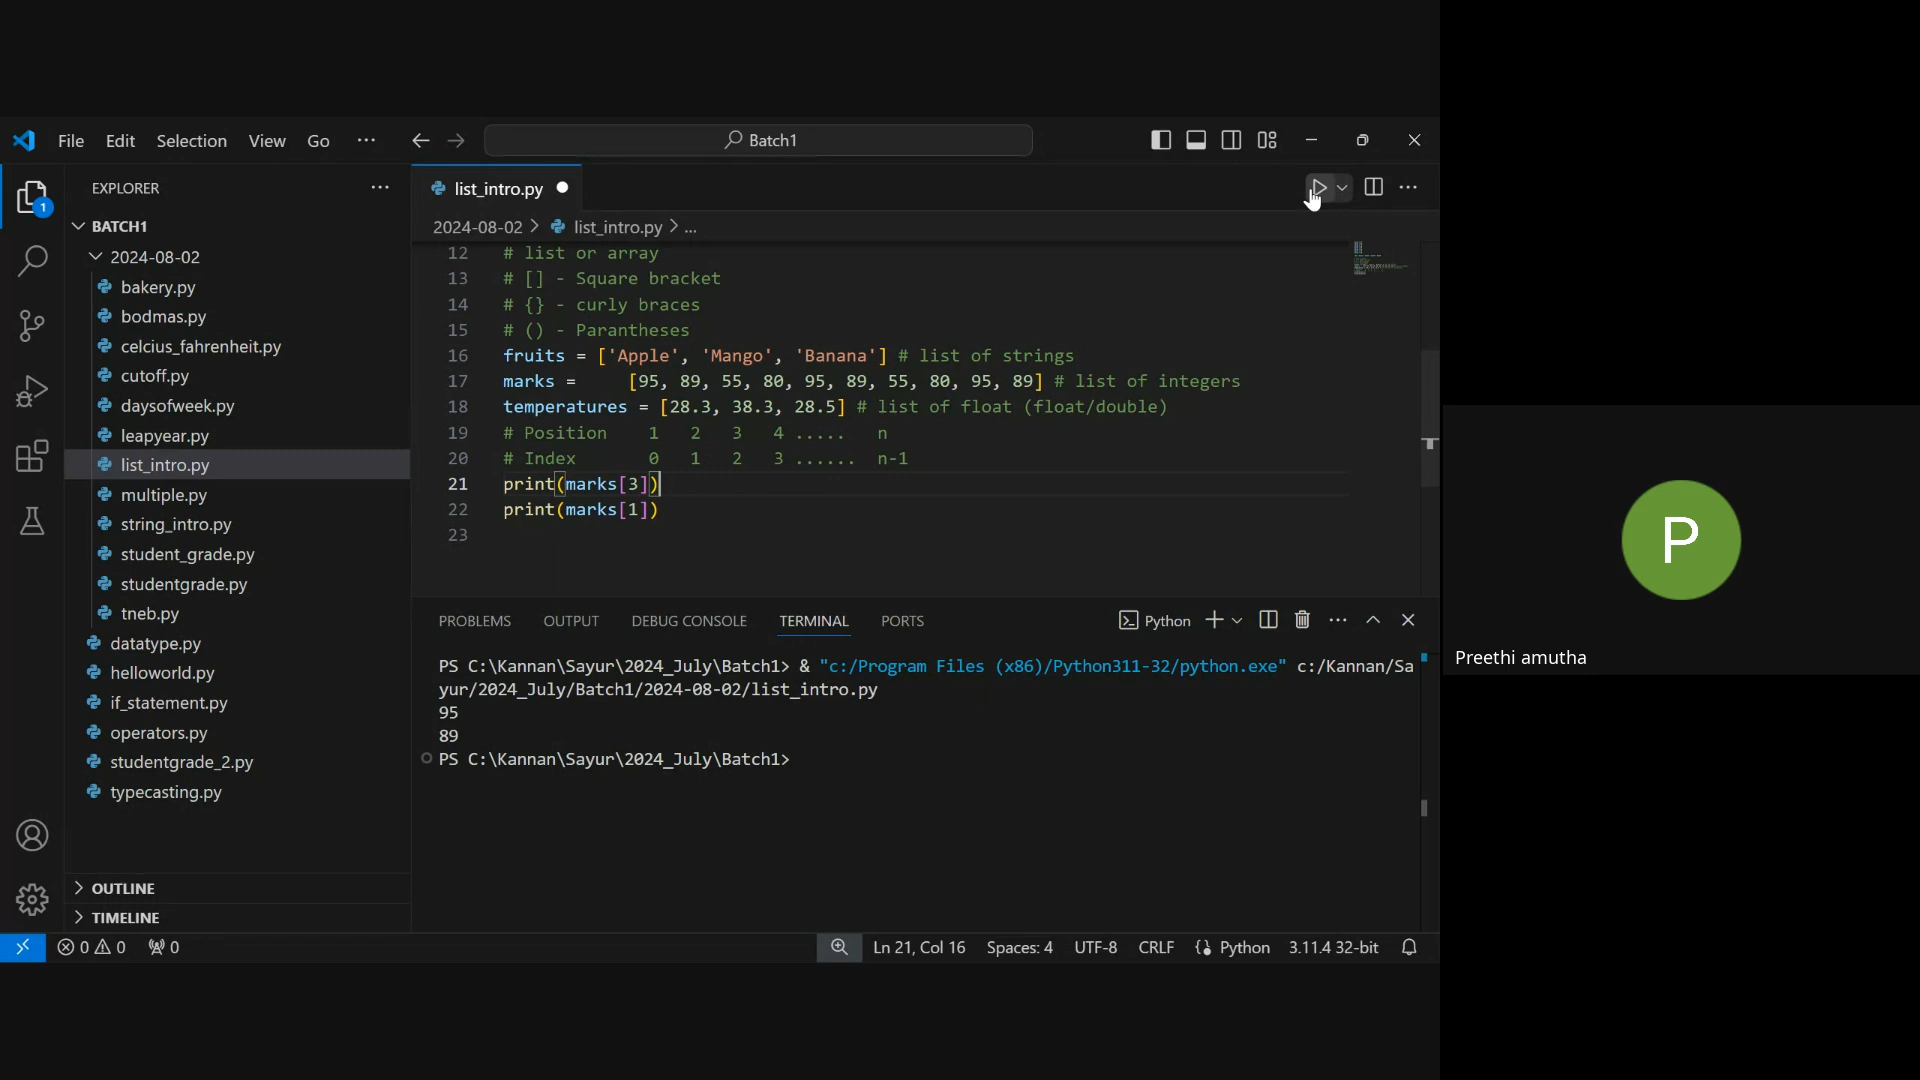 File Edit Selection View Go ... Batch1
EXPLORER ...
1
BATCH1
2024-08-02
bakery.py
bodmas.py
celcius_fahrenheit.py
cutoff.py
daysofweek.py
leapyear.py
list_intro.py
multiple.py
string_intro.py
student_grade.py
studentgrade.py
tneb.py
datatype.py
helloworld.py
if_statement.py
operators.py
studentgrade_2.py
typecasting.py
OUTLINE
TIMELINE
list_intro.py
2024-08-02 > list_intro.py > ...
12 # list or array
13 # [] - Square bracket
14 # {} - curly braces
15 # () - Parantheses
16 fruits = ['Apple', 'Mango', 'Banana'] # list of strings
17 marks =     [95, 89, 55, 80, 95, 89, 55, 80, 95, 89] # list of integers
18 temperatures = [28.3, 38.3, 28.5] # list of float (float/double)
19 # Position    1   2   3   4 .....   n
20 # Index       0   1   2   3 ......  n-1
21 print(marks[3])
22 print(marks[1])
23
PROBLEMS OUTPUT DEBUG CONSOLE TERMINAL PORTS Python
PS C:\Kannan\Sayur\2024_July\Batch1> & "c:/Program Files (x86)/Python311-32/python.exe" c:/Kannan/Sa
yur/2024_July/Batch1/2024-08-02/list_intro.py
95
89
PS C:\Kannan\Sayur\2024_July\Batch1>
0 0 0 Ln 21, Col 16 Spaces: 4 UTF-8 CRLF Python 3.11.4 32-bit
P
Preethi amutha